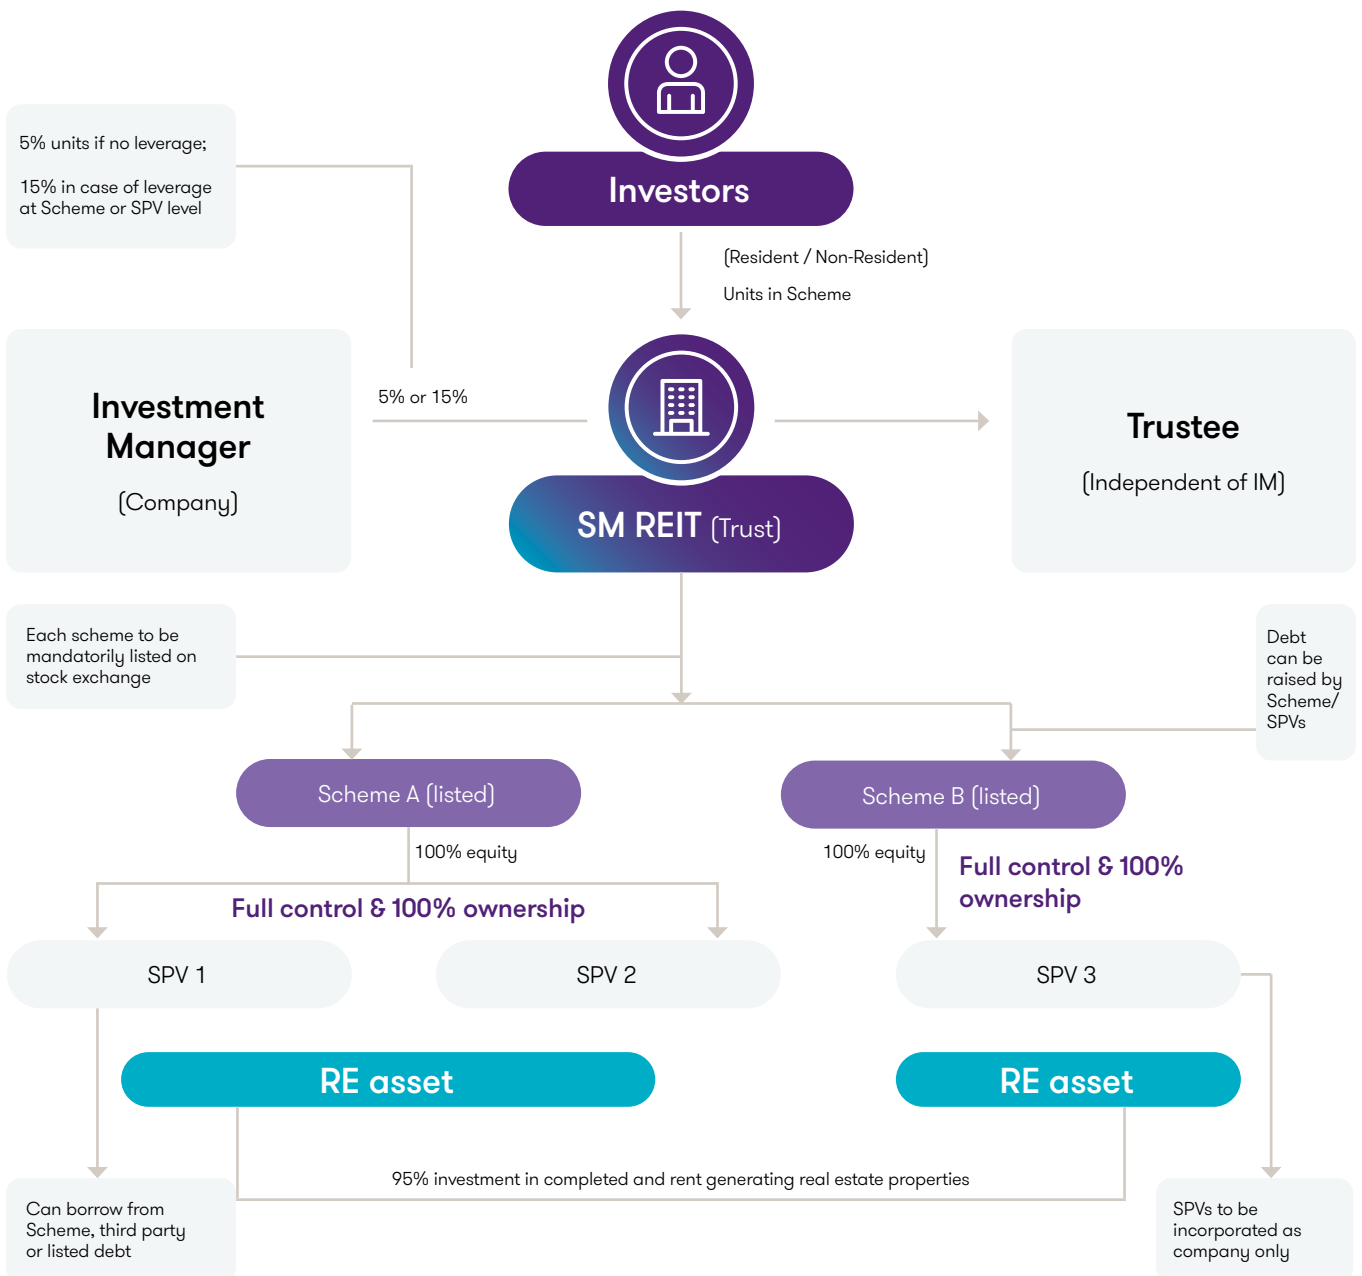 5% units if no leverage;
15% in case of leverage
at Scheme or SPV level
Investors
(Resident / Non-Resident)
Units in Scheme
Investment
Manager
(Company)
5% or 15%
SM REIT (Trust)
Trustee
(Independent of IM)
Each scheme to be
mandatorily listed on
stock exchange
Debt
can be
raised by
Scheme/
SPVs
Scheme A (listed)
Scheme B (listed)
100% equity
100% equity
Full control & 100% ownership
Full control & 100%
ownership
SPV 1
SPV 2
SPV 3
RE asset
RE asset
95% investment in completed and rent generating real estate properties
Can borrow from
Scheme, third party
or listed debt
SPVs to be
incorporated as
company only